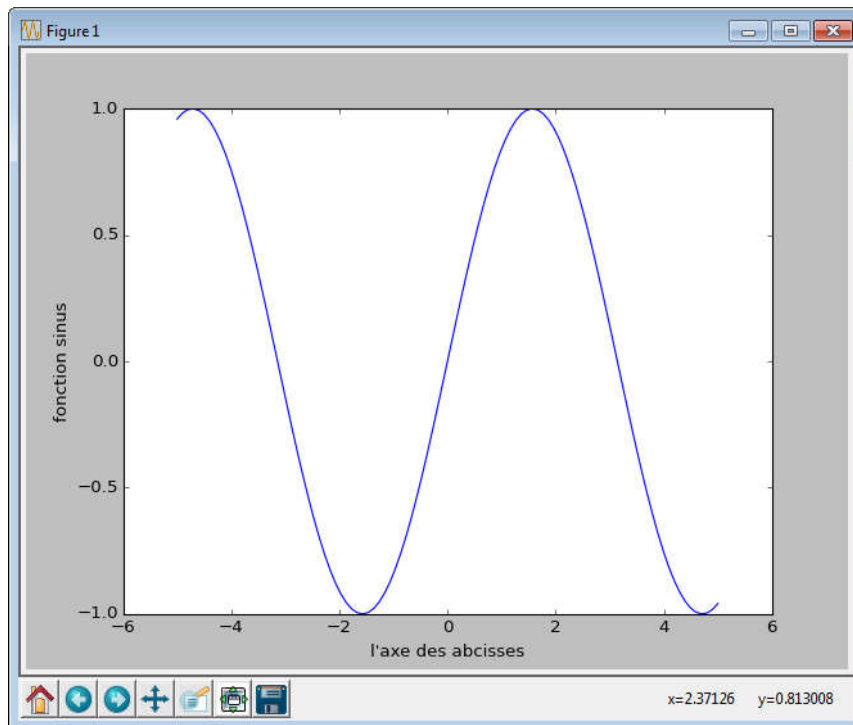 Figure 1
1.0
0.5
0.0
−0.5
−1.0
fonction sinus
−6 −4 −2 0 2 4 6
l'axe des abcisses
x=2.37126 y=0.813008